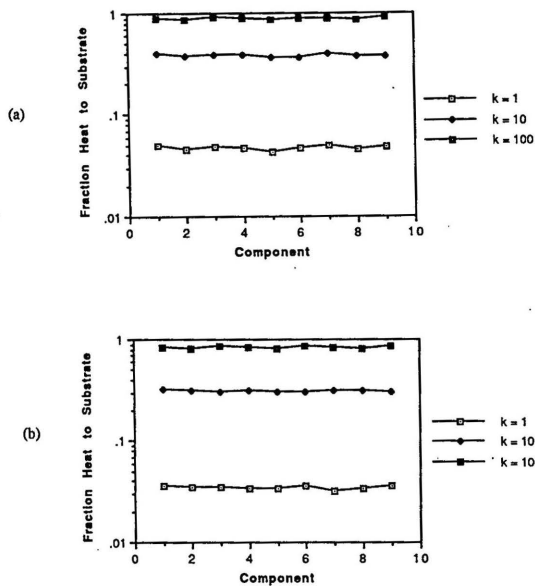 (a)
Fraction Heat to Substrate
1
.1
.01
0 2 4 6 8 10
Component
k = 1
k = 10
k = 100
(b)
Fraction Heat to Substrate
1
.1
.01
0 2 4 6 8 10
Component
k = 1
k = 10
k = 10